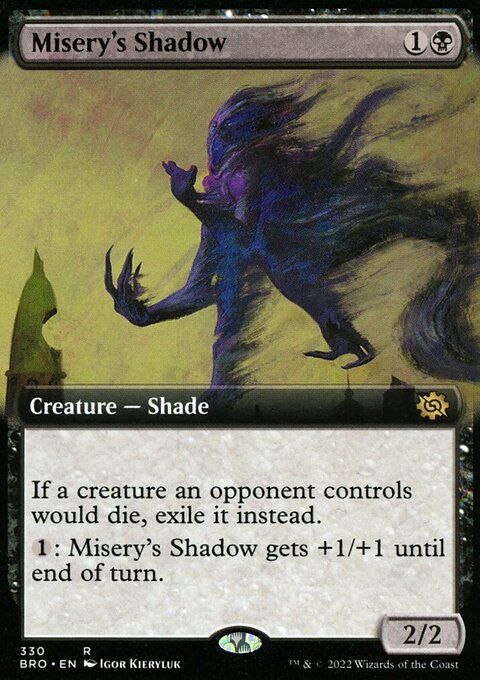 Misery's Shadow 1
Creature — Shade
If a creature an opponent controls
would die, exile it instead.
1: Misery's Shadow gets +1/+1 until
end of turn.
2/2
330 R
BRO • EN Igor Kieryluk
™ & © 2022 Wizards of the Coast